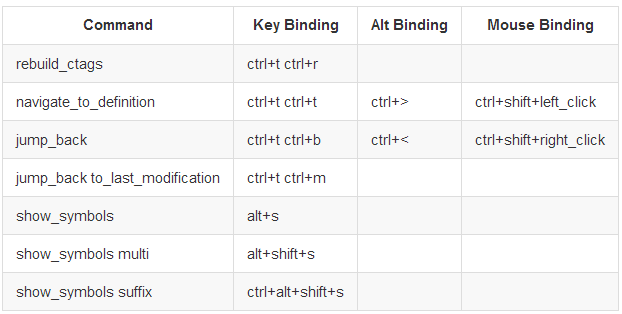 Command Key Binding Alt Binding Mouse Binding
rebuild_ctags ctrl+t ctrl+r
navigate_to_definition ctrl+t ctrl+t ctrl+> ctrl+shift+left_click
jump_back ctrl+t ctrl+b ctrl+< ctrl+shift+right_click
jump_back to_last_modification ctrl+t ctrl+m
show_symbols alt+s
show_symbols multi alt+shift+s
show_symbols suffix ctrl+alt+shift+s